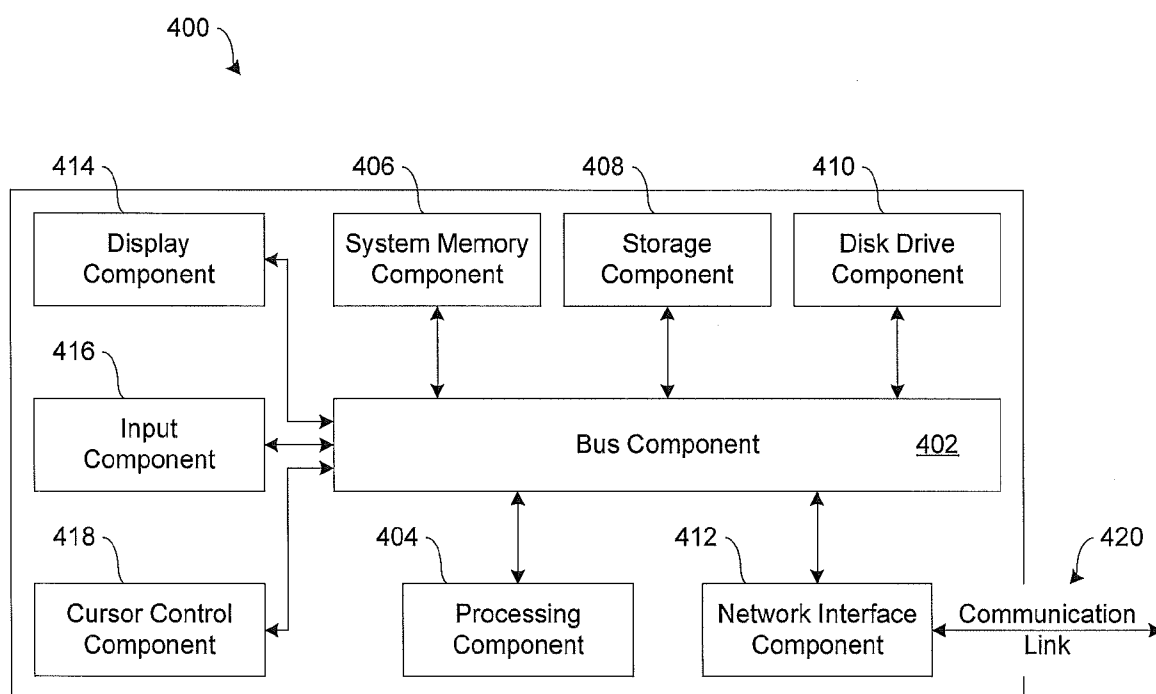 400
414
406
408
410
Display
Component
System Memory
Component
Storage
Component
Disk Drive
Component
416
Input
Component
Bus Component
402
418
404
412
420
Cursor Control
Component
Processing
Component
Network Interface
Component
Communication
Link